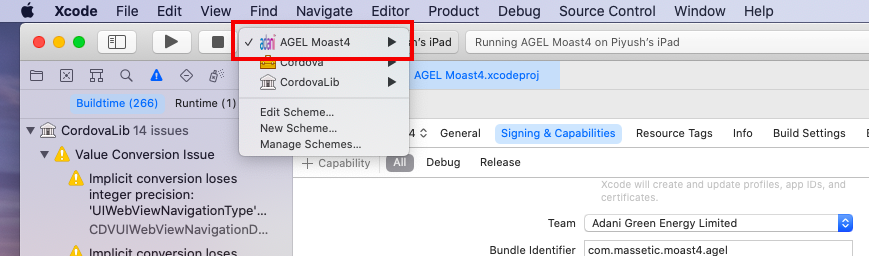 Xcode File Edit View Find Navigate Editor Product Debug Source Control Window Help
adani AGEL Moast4
sh's iPad
Running AGEL Moast4 on Piyush's iPad
Cordova
CordovaLib
AGEL Moast4.xcodeproj
Buildtime (266) Runtime (1)
Edit Scheme...
New Scheme...
Manage Schemes...
CordovaLib 14 issues
4 General Signing & Capabilities Resource Tags Info Build Settings
Value Conversion Issue
+ Capability All Debug Release
Implicit conversion loses
integer precision:
'UIWebViewNavigationType'...
CDVUIWebViewNavigationD...
Implicit conversion loses
Xcode will create and update profiles, app IDs, and
certificates.
Team Adani Green Energy Limited
Bundle Identifier com.massetic.moast4.agel